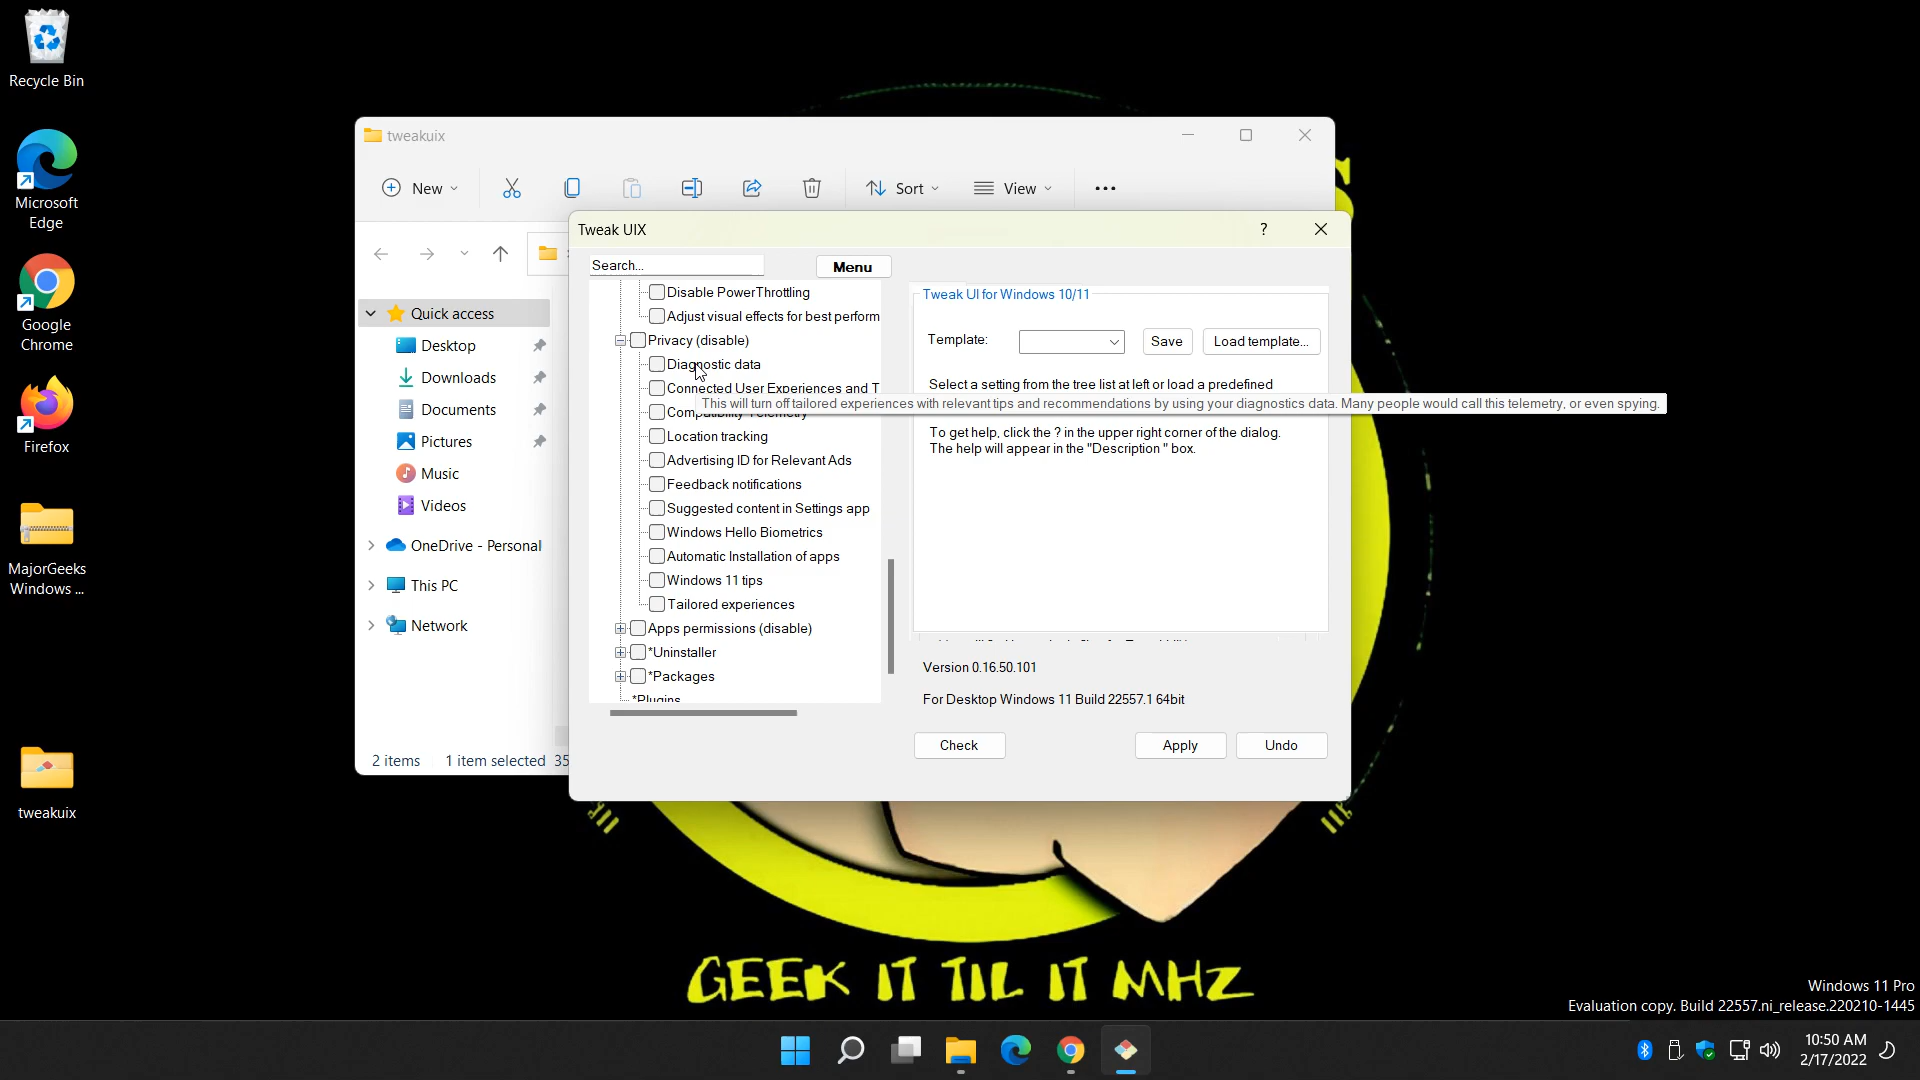 Recycle Bin
Microsoft
Edge
Google
Chrome
Firefox
MajorGeeks
Windows ...
tweakuix
tweakuix
New
Sort
View
Quick access
Desktop
Downloads
Documents
Pictures
Music
Videos
OneDrive - Personal
This PC
Network
2 items
1 item selected
35
Tweak UIX
?
Search...
Menu
Disable PowerThrottling
Adjust visual effects for best perform
Privacy (disable)
Diagnostic data
Connected User Experiences and T
Compatibility Telemetry
This will turn off tailored experiences with relevant tips and recommendations by using your diagnostics data. Many people would call this telemetry, or even spying.
Location tracking
Advertising ID for Relevant Ads
Feedback notifications
Suggested content in Settings app
Windows Hello Biometrics
Automatic Installation of apps
Windows 11 tips
Tailored experiences
Apps permissions (disable)
*Uninstaller
*Packages
*Plugins
Tweak UI for Windows 10/11
Template:
Save
Load template...
Select a setting from the tree list at left or load a predefined
To get help, click the ? in the upper right corner of the dialog.
The help will appear in the "Description " box.
Version 0.16.50.101
For Desktop Windows 11 Build 22557.1 64bit
Check
Apply
Undo
GEEK IT TIL IT MHZ
Windows 11 Pro
Evaluation copy. Build 22557.ni_release.220210-1445
10:50 AM
2/17/2022